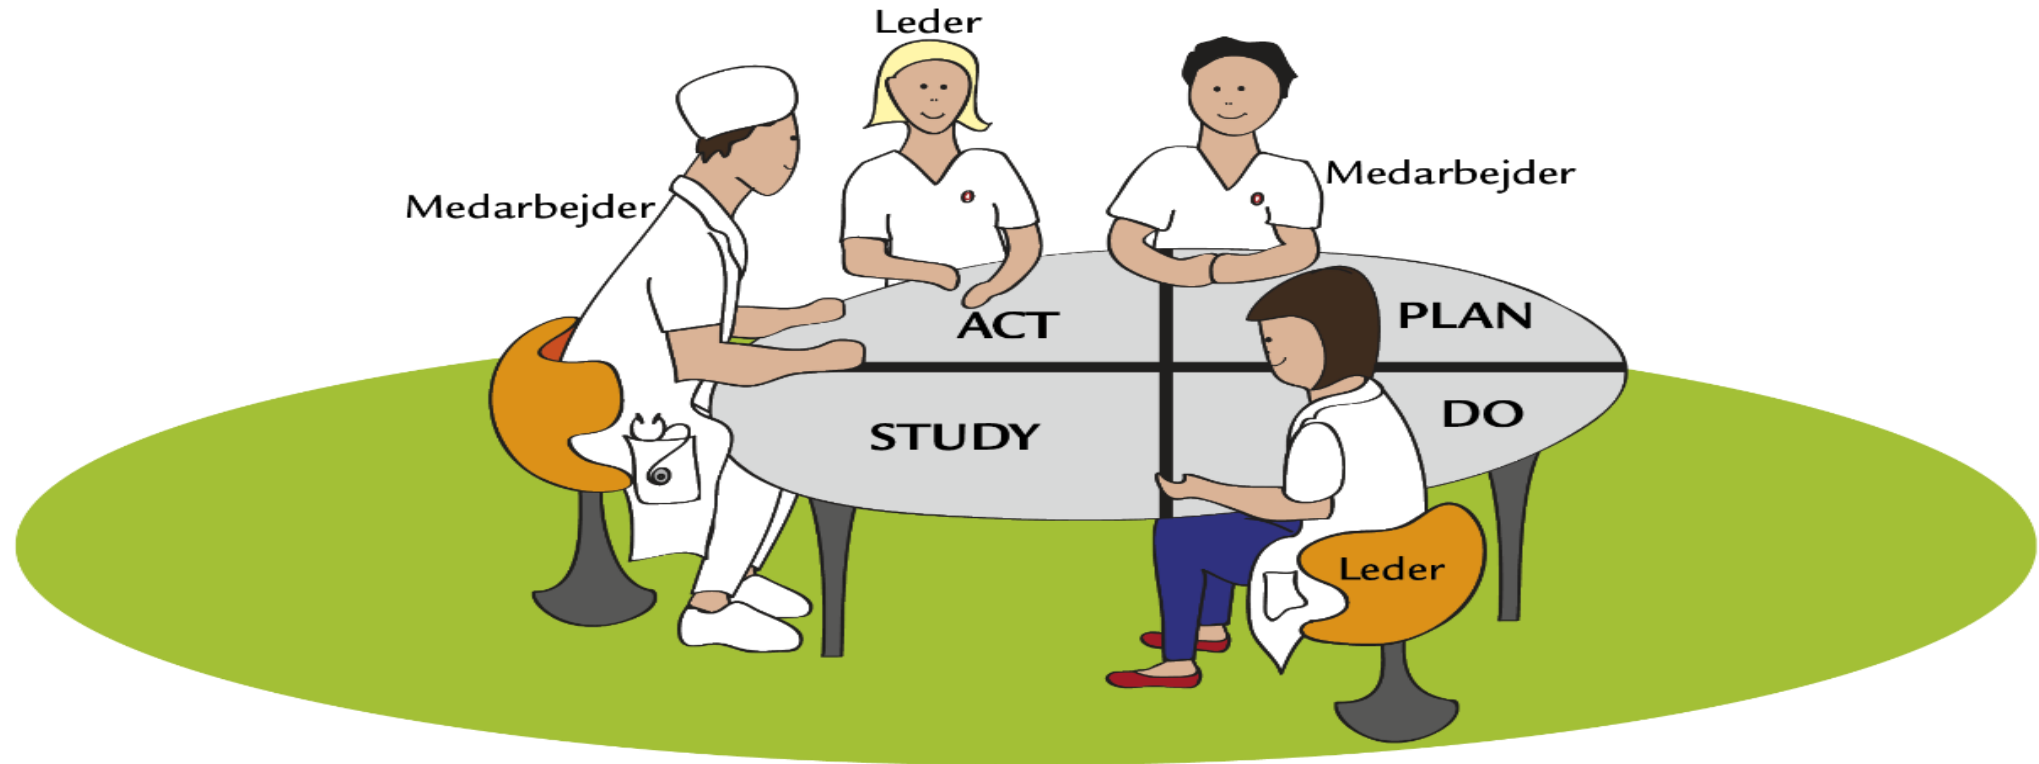 Leder
Medarbejder
Medarbejder
ACT
PLAN
STUDY
DO
Leder